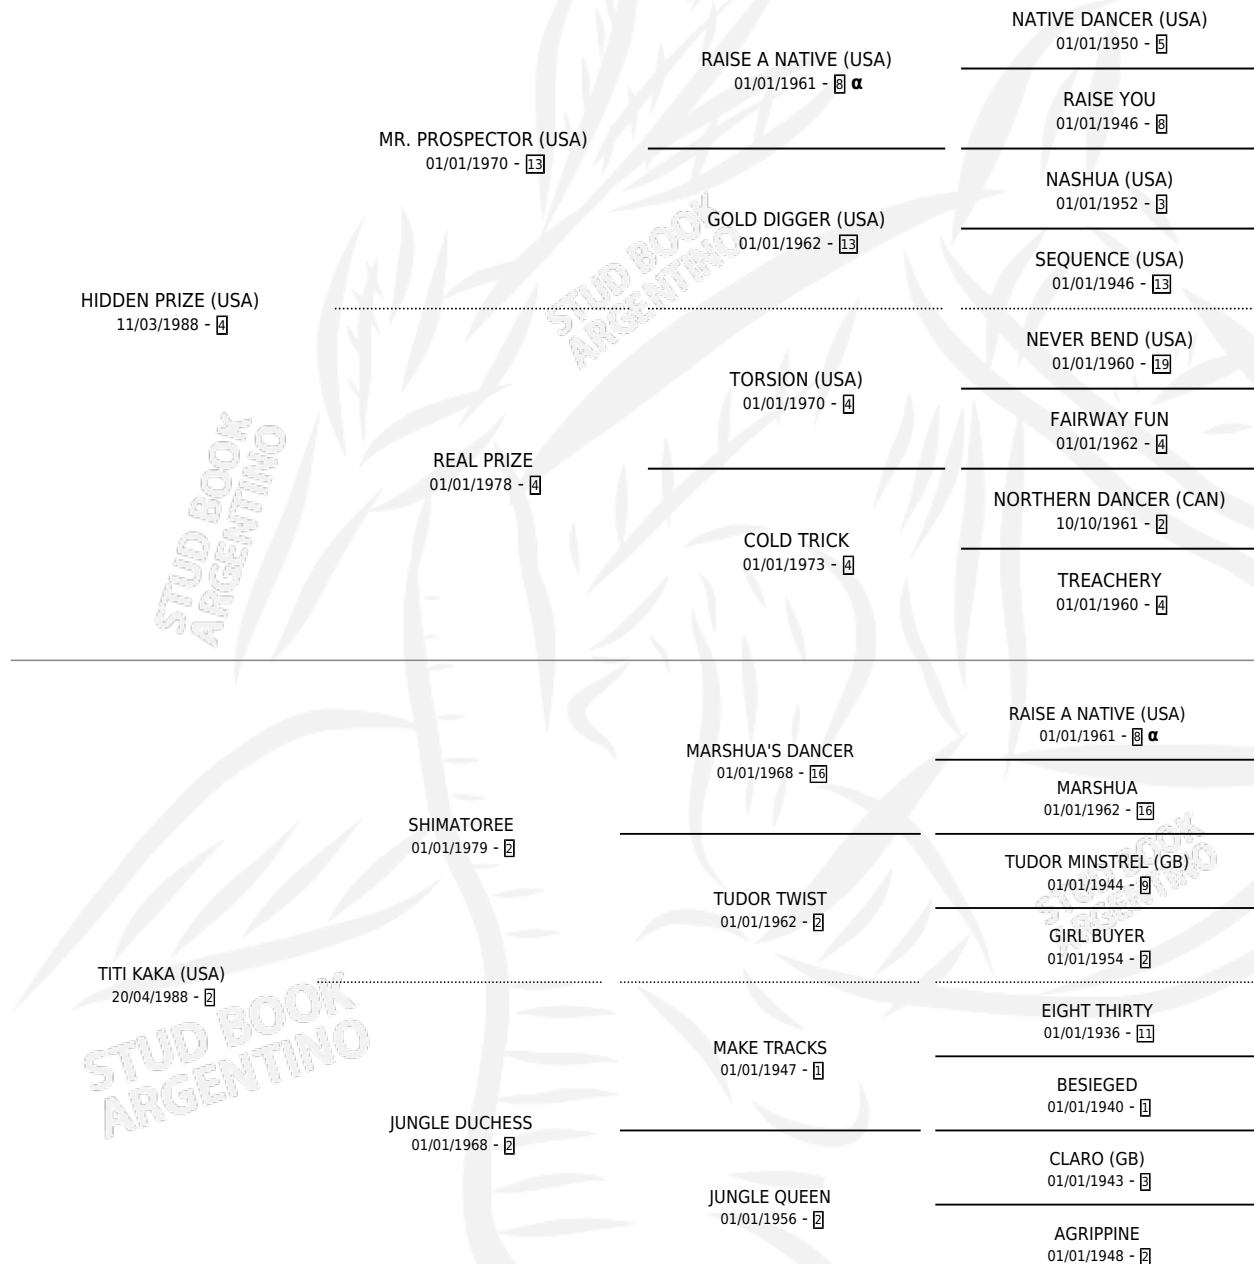 NATIVE DANCER (USA)
01/01/1950 - 5
RAISE A NATIVE (USA)
01/01/1961 - 8 α
RAISE YOU
01/01/1946 - 8
MR. PROSPECTOR (USA)
01/01/1970 - 13
NASHUA (USA)
01/01/1952 - 3
GOLD DIGGER (USA)
01/01/1962 - 13
SEQUENCE (USA)
01/01/1946 - 13
HIDDEN PRIZE (USA)
11/03/1988 - 4
NEVER BEND (USA)
01/01/1960 - 19
TORSION (USA)
01/01/1970 - 4
FAIRWAY FUN
01/01/1962 - 4
REAL PRIZE
01/01/1978 - 4
NORTHERN DANCER (CAN)
10/10/1961 - 2
COLD TRICK
01/01/1973 - 4
TREACHERY
01/01/1960 - 4
STUD BOOK
ARGENTINO
STUD BOOK
ARGENTINO
RAISE A NATIVE (USA)
01/01/1961 - 8 α
MARSHUA'S DANCER
01/01/1968 - 16
MARSHUA
01/01/1962 - 16
SHIMATOREE
01/01/1979 - 2
TUDOR MINSTREL (GB)
01/01/1944 - 9
TUDOR TWIST
01/01/1962 - 2
GIRL BUYER
01/01/1954 - 2
TITI KAKA (USA)
20/04/1988 - 2
EIGHT THIRTY
01/01/1936 - 11
MAKE TRACKS
01/01/1947 - 1
BESIEGED
01/01/1940 - 1
JUNGLE DUCHESS
01/01/1968 - 2
CLARO (GB)
01/01/1943 - 3
JUNGLE QUEEN
01/01/1956 - 2
AGRIPPINE
01/01/1948 - 2
STUD BOOK
ARGENTINO
STUD BOOK
ARGENTINO